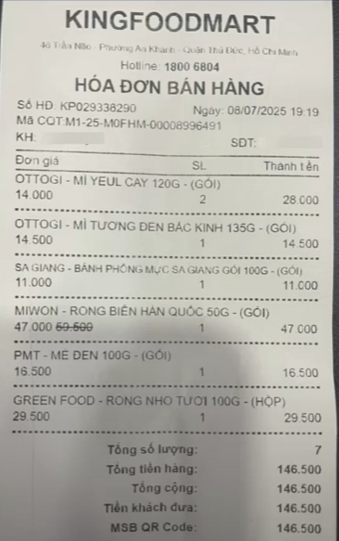 KINGFOODMART
46 Trần Não - Phường An Khánh - Quận Thủ Đức, Hồ Chí Minh
Hotline: 1800 6804
HÓA ĐƠN BÁN HÀNG
Số HD: KP029338290 Ngày: 08/07/2025 19:19
Mã CQT:M1-25-M0FHM-00008996491
KH:
SĐT:
Đơn giá SL Thành tiền
OTTOGI - MÌ YEUL CAY 120G - (GÓI)
14.000 2 28.000
OTTOGI - MÌ TƯƠNG ĐEN BẮC KINH 135G - (GÓI)
14.500 1 14.500
SA GIANG - BÁNH PHỒNG MỰC SA GIANG GÓI 100G - (GÓI)
11.000 1 11.000
MIWON - RONG BIỂN HÀN QUỐC 50G - (GÓI)
47.000 59.500 1 47.000
PMT - MÈ ĐEN 100G - (GÓI)
16.500 1 16.500
GREEN FOOD - RONG NHO TƯƠI 100G - (HỘP)
29.500 1 29.500
Tổng số lượng: 7
Tổng tiền hàng: 146.500
Tổng cộng: 146.500
Tiền khách đưa: 146.500
MSB QR Code: 146.500